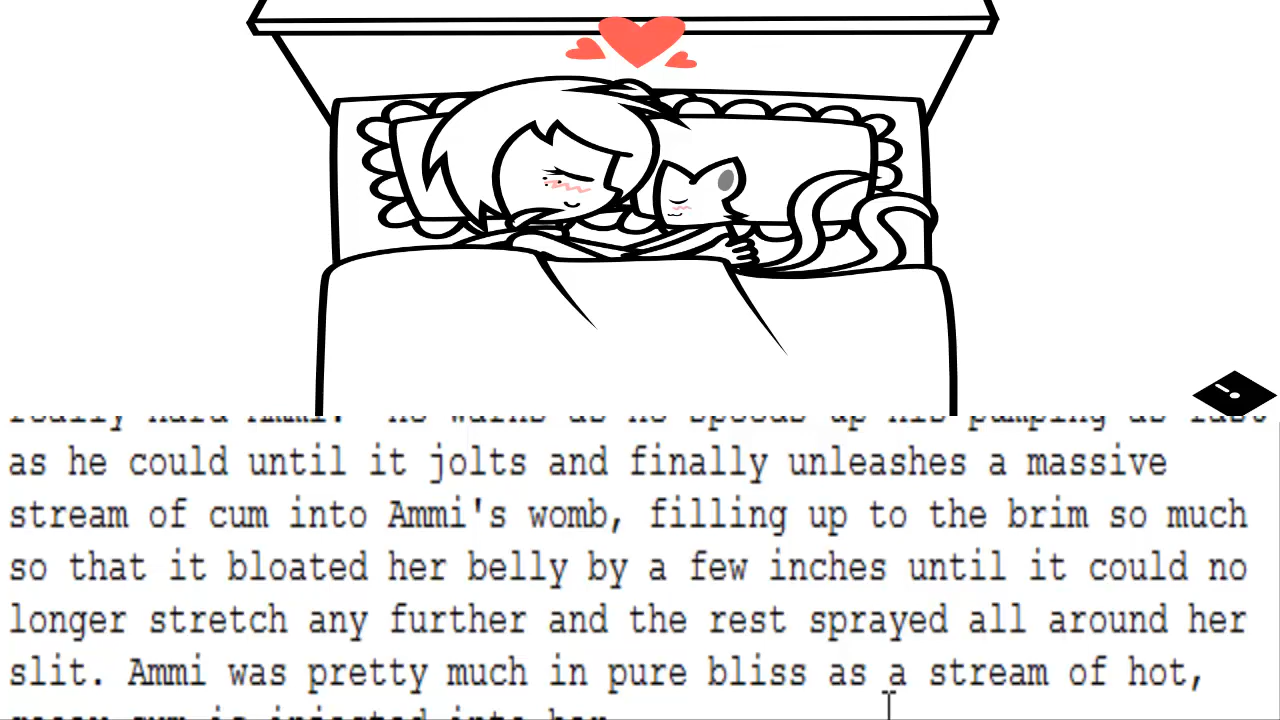 as he could until it jolts and finally unleashes a massive
stream of cum into Ammi's womb, filling up to the brim so much
so that it bloated her belly by a few inches until it could no
longer stretch any further and the rest sprayed all around her
slit. Ammi was pretty much in pure bliss as a stream of hot,